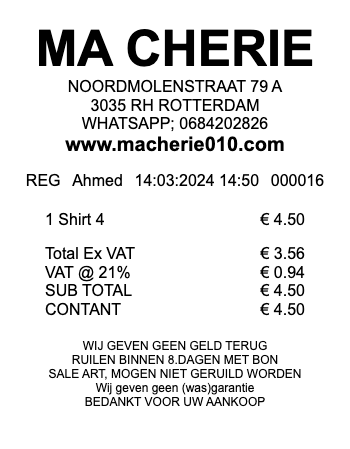 MA CHERIE
NOORDMOLENSTRAAT 79 A
3035 RH ROTTERDAM
WHATSAPP; 0684202826
www.macherie010.com
REG Ahmed 14:03:2024 14:50 000016
1 Shirt 4 € 4.50
Total Ex VAT € 3.56
VAT @ 21% € 0.94
SUB TOTAL € 4.50
CONTANT € 4.50
WIJ GEVEN GEEN GELD TERUG
RUILEN BINNEN 8.DAGEN MET BON
SALE ART, MOGEN NIET GERUILD WORDEN
Wij geven geen (was)garantie
BEDANKT VOOR UW AANKOOP